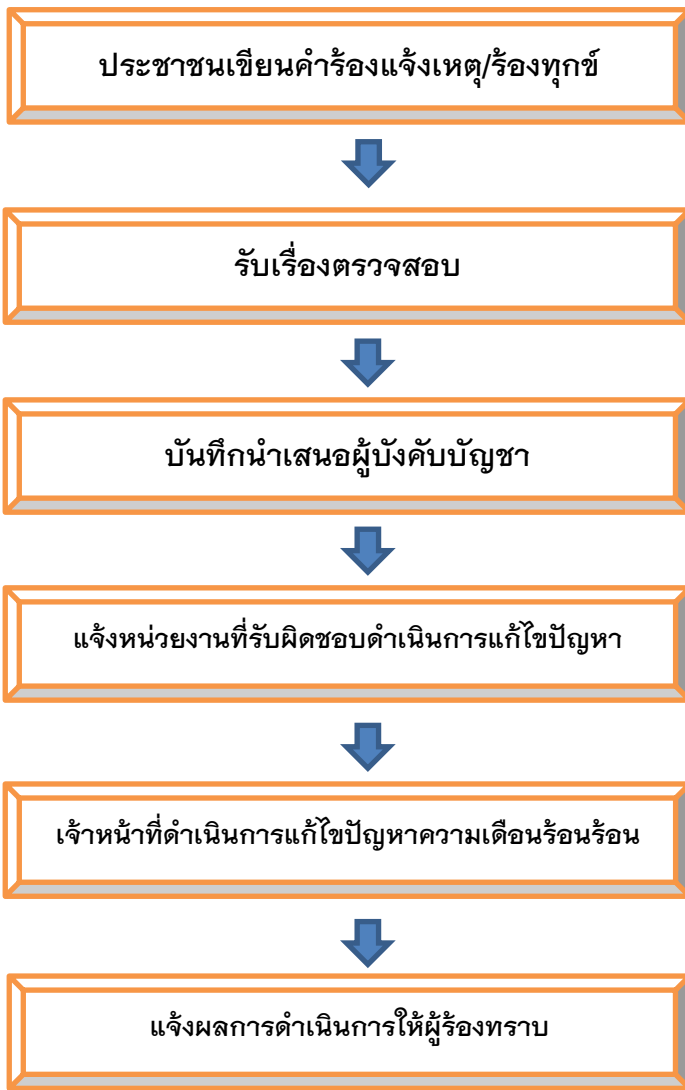 ประชาชนเขียนคำร้องแจ้งเหตุ/ร้องทุกข์
รับเรื่องตรวจสอบ
บันทึกนำเสนอผู้บังคับบัญชา
แจ้งหน่วยงานที่รับผิดชอบดำเนินการแก้ไขปัญหา
เจ้าหน้าที่ดำเนินการแก้ไขปัญหาความเดือนร้อนร้อน
แจ้งผลการดำเนินการให้ผู้ร้องทราบ